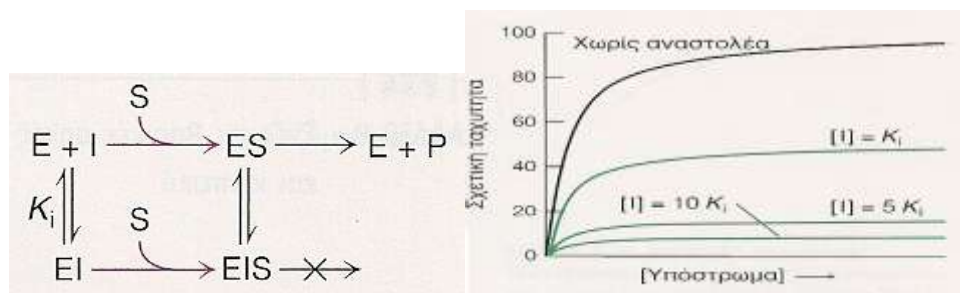 S
E + I ES E + P
Ki
S
EI EIS
Σχετική ταχύτητα
100
80
60
40
20
0
Χωρίς αναστολέα
[I] = Ki
[I] = 10 Ki
[I] = 5 Ki
[Υπόστρωμα]